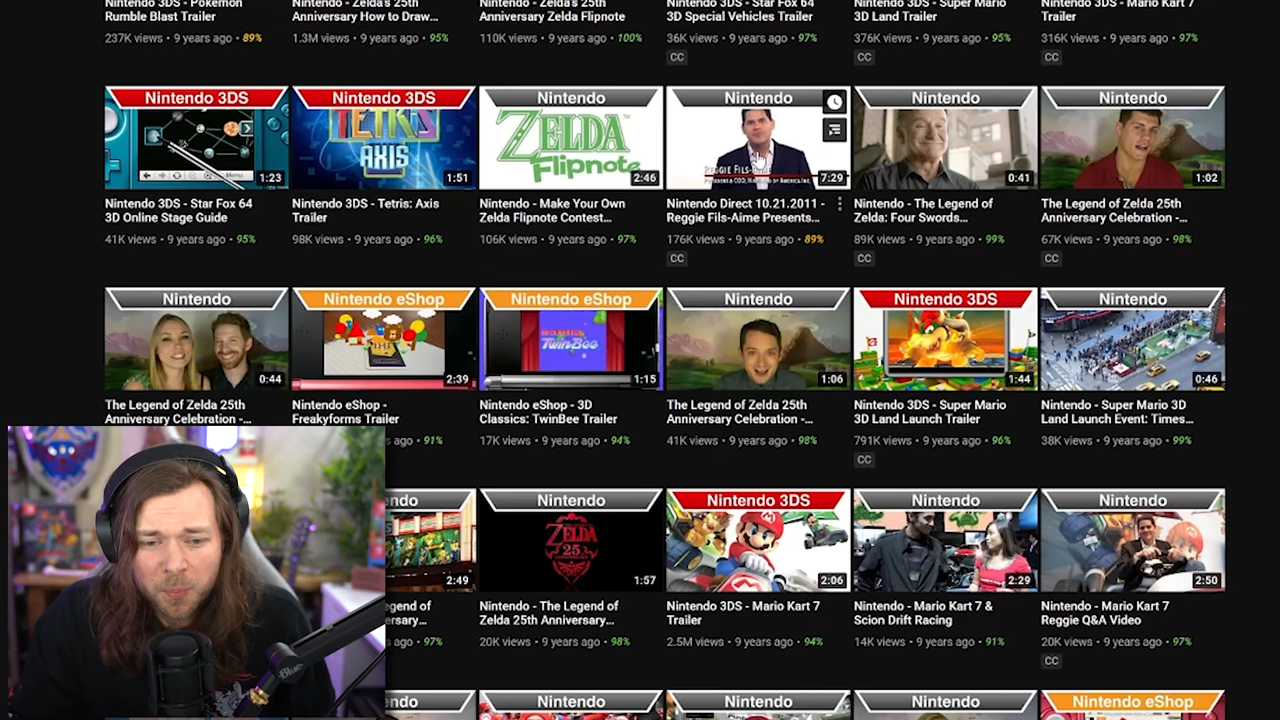 Nintendo 3DS - Pokémon
Rumble Blast Trailer
237K views • 9 years ago • 89%
Nintendo - Zelda's 25th
Anniversary How to Draw...
1.3M views • 9 years ago • 95%
Nintendo - Zelda's 25th
Anniversary Zelda Flipnote
110K views • 9 years ago • 100%
Nintendo 3DS - Star Fox 64
3D Special Vehicles Trailer
36K views • 9 years ago • 97%
CC
Nintendo 3DS - Super Mario
3D Land Trailer
376K views • 9 years ago • 95%
CC
Nintendo 3DS - Mario Kart 7
Trailer
316K views • 9 years ago • 97%
CC
Nintendo 3DS
Menu
1:23
Nintendo 3DS - Star Fox 64
3D Online Stage Guide
41K views • 9 years ago • 95%
Nintendo 3DS
TETRIS
AXIS
1:51
Nintendo 3DS - Tetris: Axis
Trailer
98K views • 9 years ago • 96%
Nintendo
ZELDA
Flipnote
2:46
Nintendo - Make Your Own
Zelda Flipnote Contest...
106K views • 9 years ago • 97%
Nintendo
REGGIE FILS-AIME
PRESIDENT & COO, NINTENDO OF AMERICA INC.
7:29
Nintendo Direct 10.21.2011 -
Reggie Fils-Aime Presents...
176K views • 9 years ago • 89%
CC
Nintendo
0:41
Nintendo - The Legend of
Zelda: Four Swords...
89K views • 9 years ago • 99%
CC
Nintendo
1:02
The Legend of Zelda 25th
Anniversary Celebration -...
67K views • 9 years ago • 98%
CC
Nintendo
0:44
The Legend of Zelda 25th
Anniversary Celebration -...
Nintendo eShop
2:39
Nintendo eShop -
Freakyforms Trailer
ago • 91%
Nintendo eShop
TwinBee
1:15
Nintendo eShop - 3D
Classics: TwinBee Trailer
17K views • 9 years ago • 94%
Nintendo
1:06
The Legend of Zelda 25th
Anniversary Celebration -...
41K views • 9 years ago • 98%
Nintendo 3DS
1:44
Nintendo 3DS - Super Mario
3D Land Launch Trailer
791K views • 9 years ago • 96%
CC
Nintendo
0:46
Nintendo - Super Mario 3D
Land Launch Event: Times...
38K views • 9 years ago • 99%
endo
2:49
egend of
ersary...
ago • 97%
Nintendo
ZELDA
25
1:57
Nintendo - The Legend of
Zelda 25th Anniversary...
20K views • 9 years ago • 98%
Nintendo 3DS
2:06
Nintendo 3DS - Mario Kart 7
Trailer
2.5M views • 9 years ago • 94%
Nintendo
2:29
Nintendo - Mario Kart 7 &
Scion Drift Racing
14K views • 9 years ago • 91%
Nintendo
2:50
Nintendo - Mario Kart 7
Reggie Q&A Video
20K views • 9 years ago • 97%
CC
endo
Nintendo
Nintendo
Nintendo
Nintendo eShop
Blue